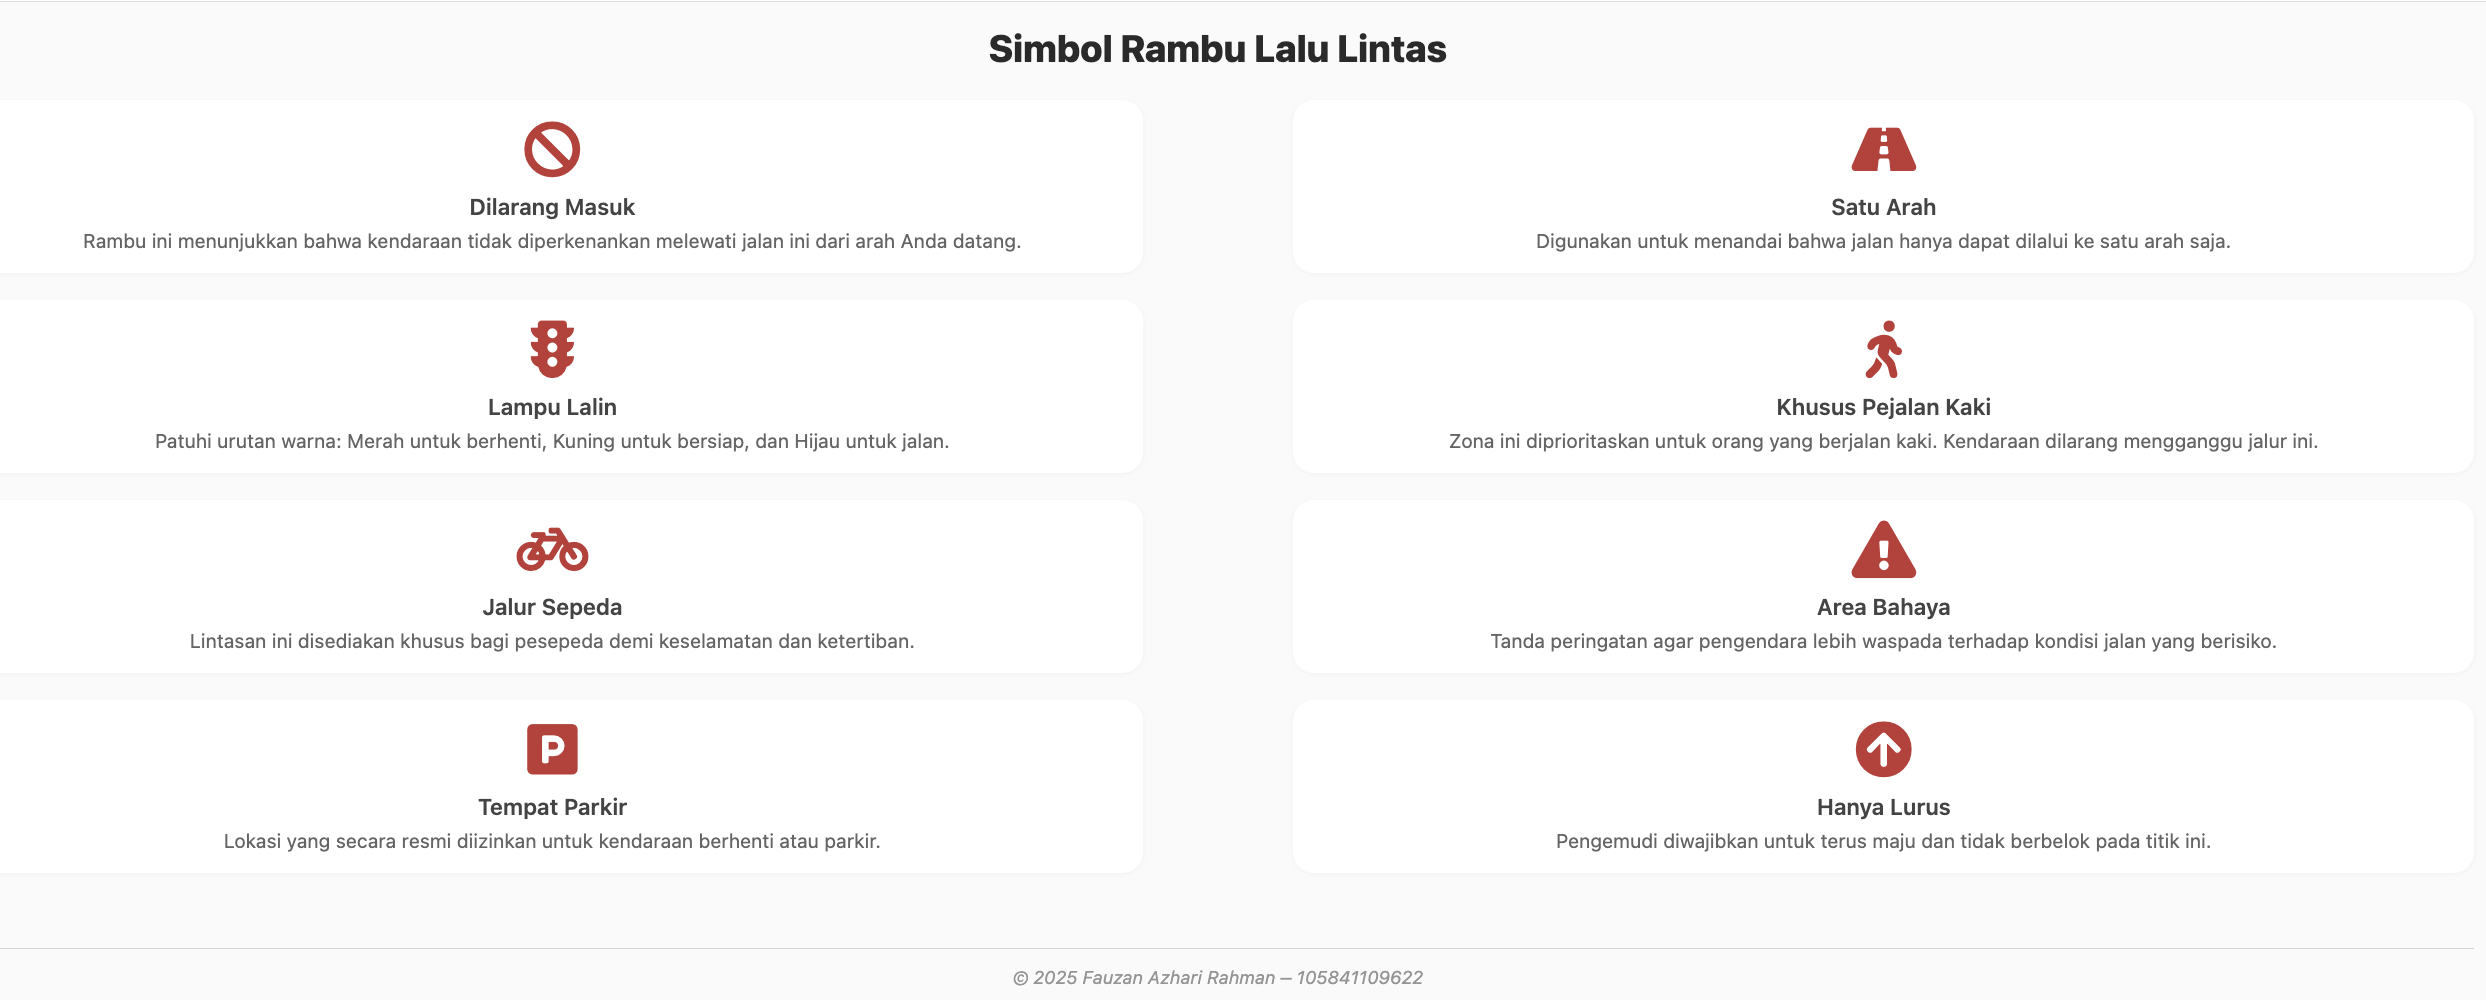 Simbol Rambu Lalu Lintas
Dilarang Masuk
Rambu ini menunjukkan bahwa kendaraan tidak diperkenankan melewati jalan ini dari arah Anda datang.
Satu Arah
Digunakan untuk menandai bahwa jalan hanya dapat dilalui ke satu arah saja.
Lampu Lalin
Patuhi urutan warna: Merah untuk berhenti, Kuning untuk bersiap, dan Hijau untuk jalan.
Khusus Pejalan Kaki
Zona ini diprioritaskan untuk orang yang berjalan kaki. Kendaraan dilarang mengganggu jalur ini.
Jalur Sepeda
Lintasan ini disediakan khusus bagi pesepeda demi keselamatan dan ketertiban.
Area Bahaya
Tanda peringatan agar pengendara lebih waspada terhadap kondisi jalan yang berisiko.
P
Tempat Parkir
Lokasi yang secara resmi diizinkan untuk kendaraan berhenti atau parkir.
Hanya Lurus
Pengemudi diwajibkan untuk terus maju dan tidak berbelok pada titik ini.
© 2025 Fauzan Azhari Rahman – 105841109622